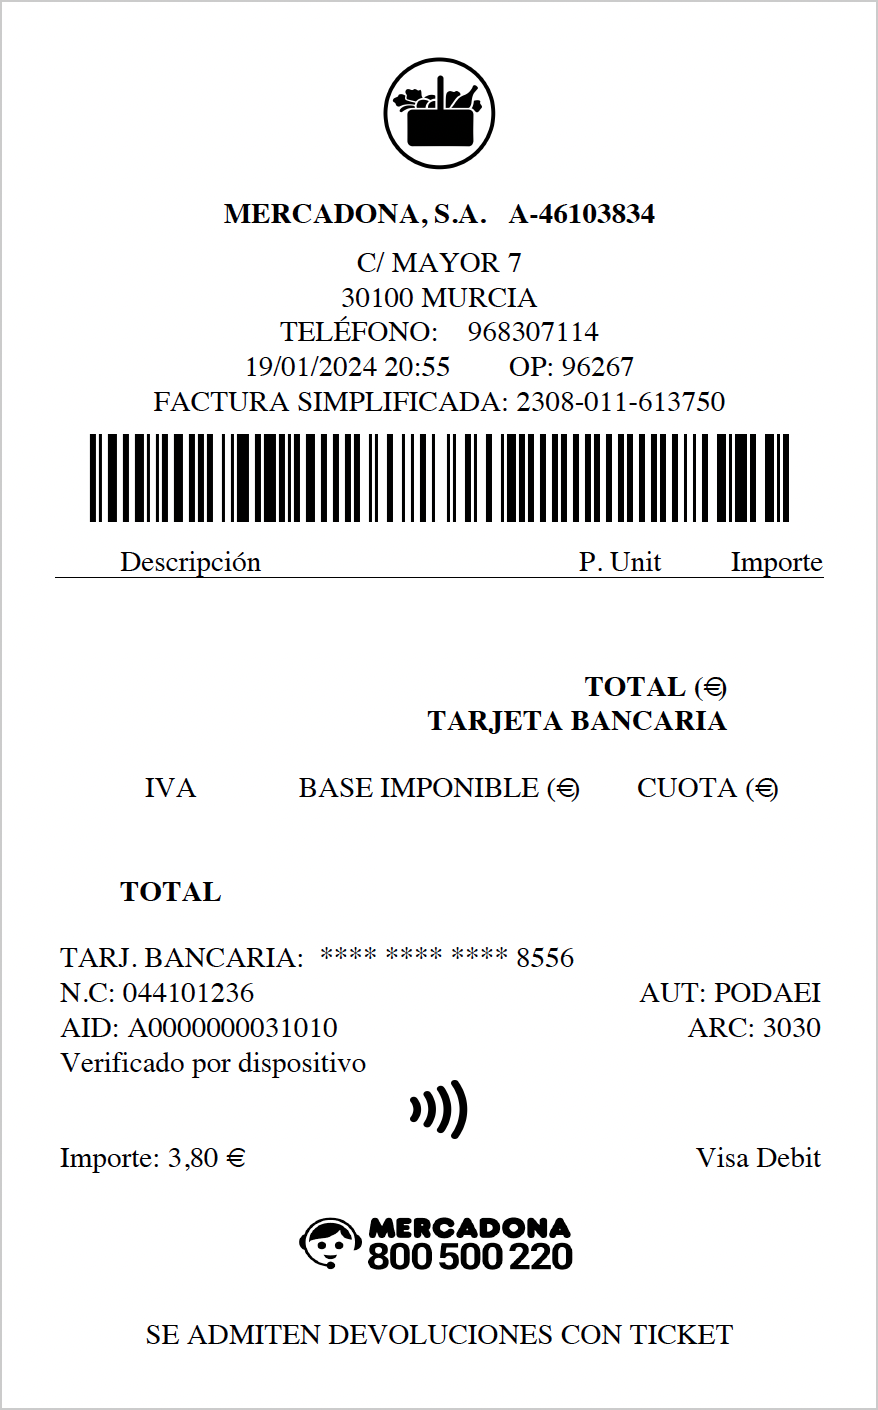 MERCADONA, S.A. A-46103834
C/ MAYOR 7
30100 MURCIA
TELÉFONO: 968307114
19/01/2024 20:55 OP: 96267
FACTURA SIMPLIFICADA: 2308-011-613750
Descripción P. Unit Importe
TOTAL (€)
TARJETA BANCARIA
IVA BASE IMPONIBLE (€) CUOTA (€)
TOTAL
TARJ. BANCARIA: **** **** **** 8556
N.C: 044101236 AUT: PODAEI
AID: A0000000031010 ARC: 3030
Verificado por dispositivo
Importe: 3,80 € Visa Debit
MERCADONA
800 500 220
SE ADMITEN DEVOLUCIONES CON TICKET